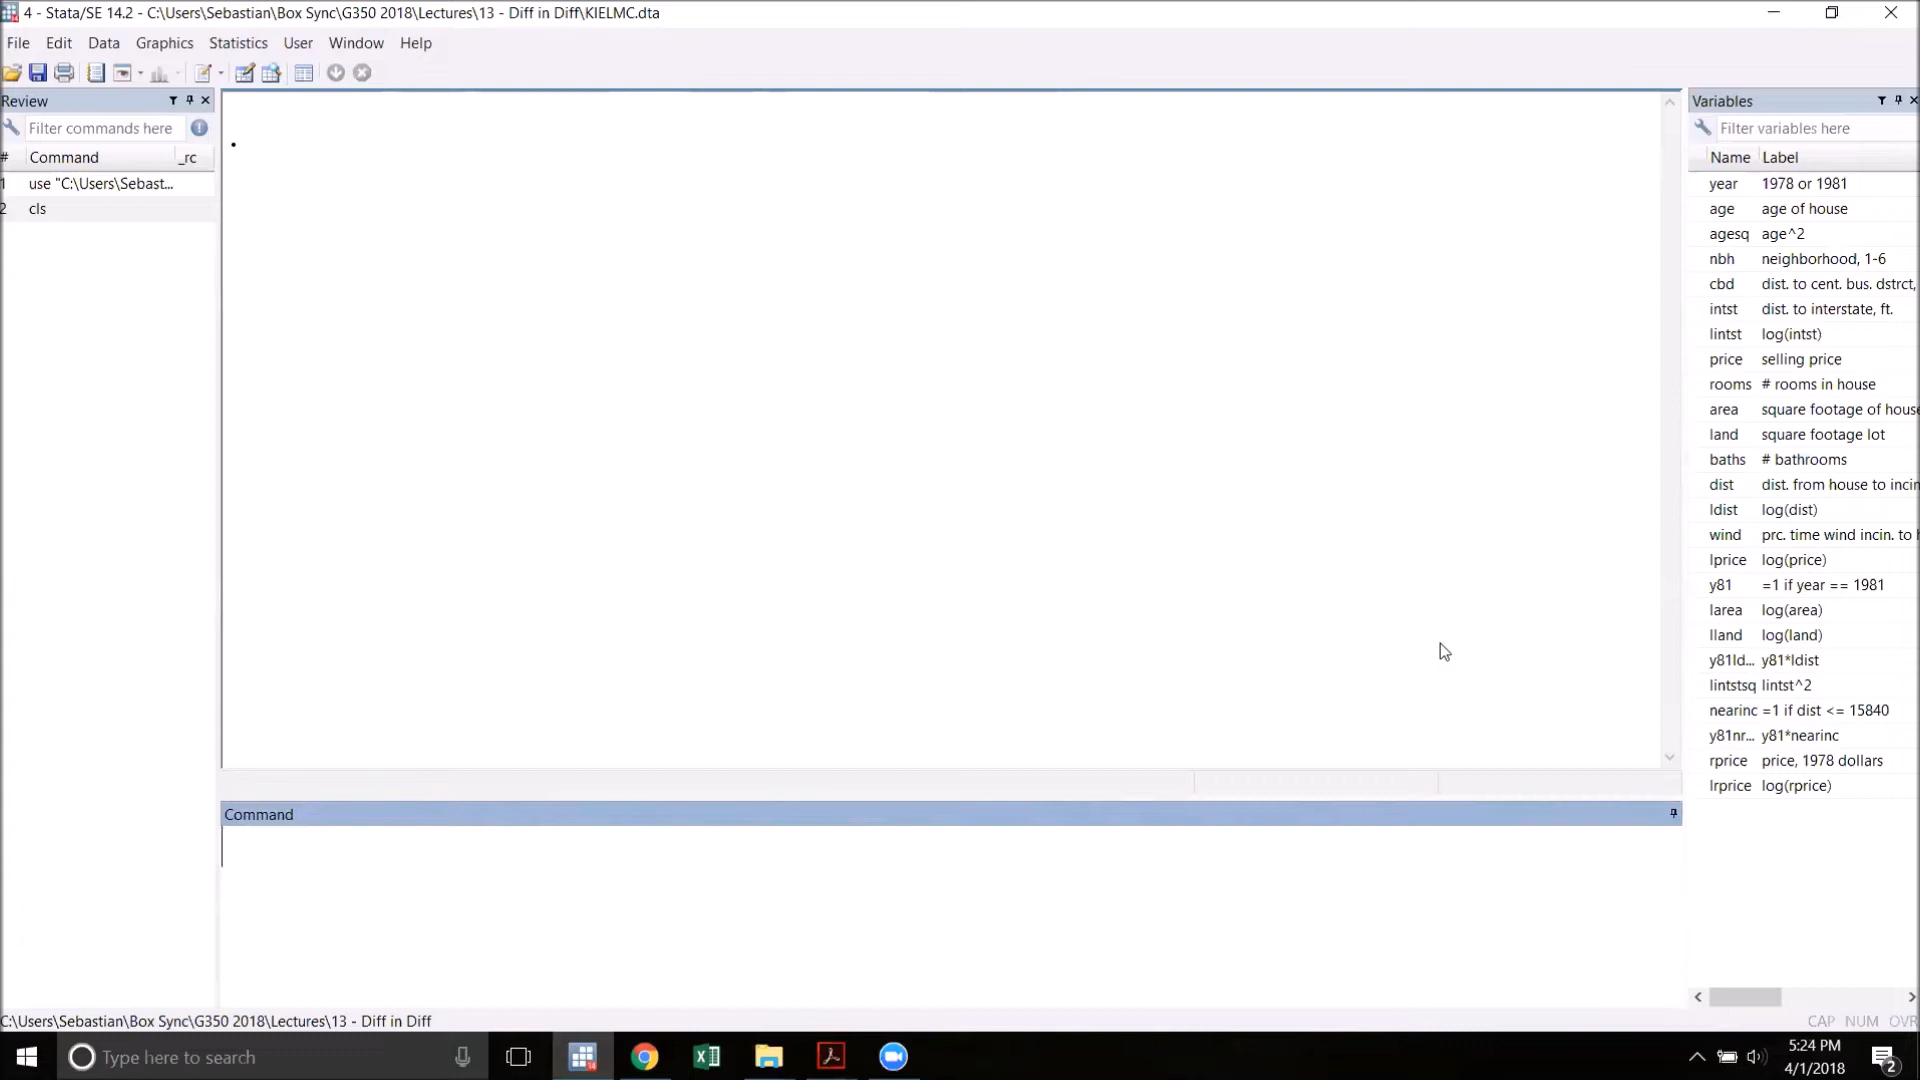 4 - Stata/SE 14.2 - C:\Users\Sebastian\Box Sync\G350 2018\Lectures\13 - Diff in Diff\KIELMC.dta
File Edit Data Graphics Statistics User Window Help
Review
Filter commands here
# Command _rc
1 use "C:\Users\Sebast...
2 cls
.
Command
Variables
Filter variables here
Name Label
year 1978 or 1981
age age of house
agesq age^2
nbh neighborhood, 1-6
cbd dist. to cent. bus. dstrct,
intst dist. to interstate, ft.
lintst log(intst)
price selling price
rooms # rooms in house
area square footage of house
land square footage lot
baths # bathrooms
dist dist. from house to incin
ldist log(dist)
wind prc. time wind incin. to h
lprice log(price)
y81 =1 if year == 1981
larea log(area)
lland log(land)
y81ld... y81*ldist
lintstsq lintst^2
nearinc =1 if dist <= 15840
y81nr... y81*nearinc
rprice price, 1978 dollars
lrprice log(rprice)
C:\Users\Sebastian\Box Sync\G350 2018\Lectures\13 - Diff in Diff
CAP NUM OVR
Type here to search
14
5:24 PM
4/1/2018
2